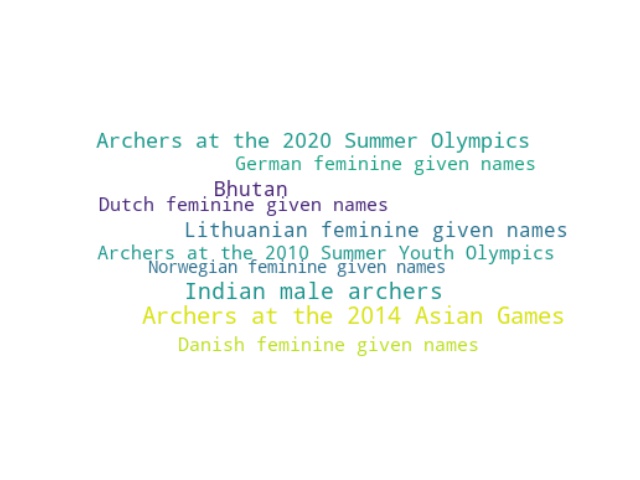 Archers at the 2020 Summer Olympics
German feminine given names
Bhutan
Dutch feminine given names
Lithuanian feminine given names
Archers at the 2010 Summer Youth Olympics
Norwegian feminine given names
Indian male archers
Archers at the 2014 Asian Games
Danish feminine given names